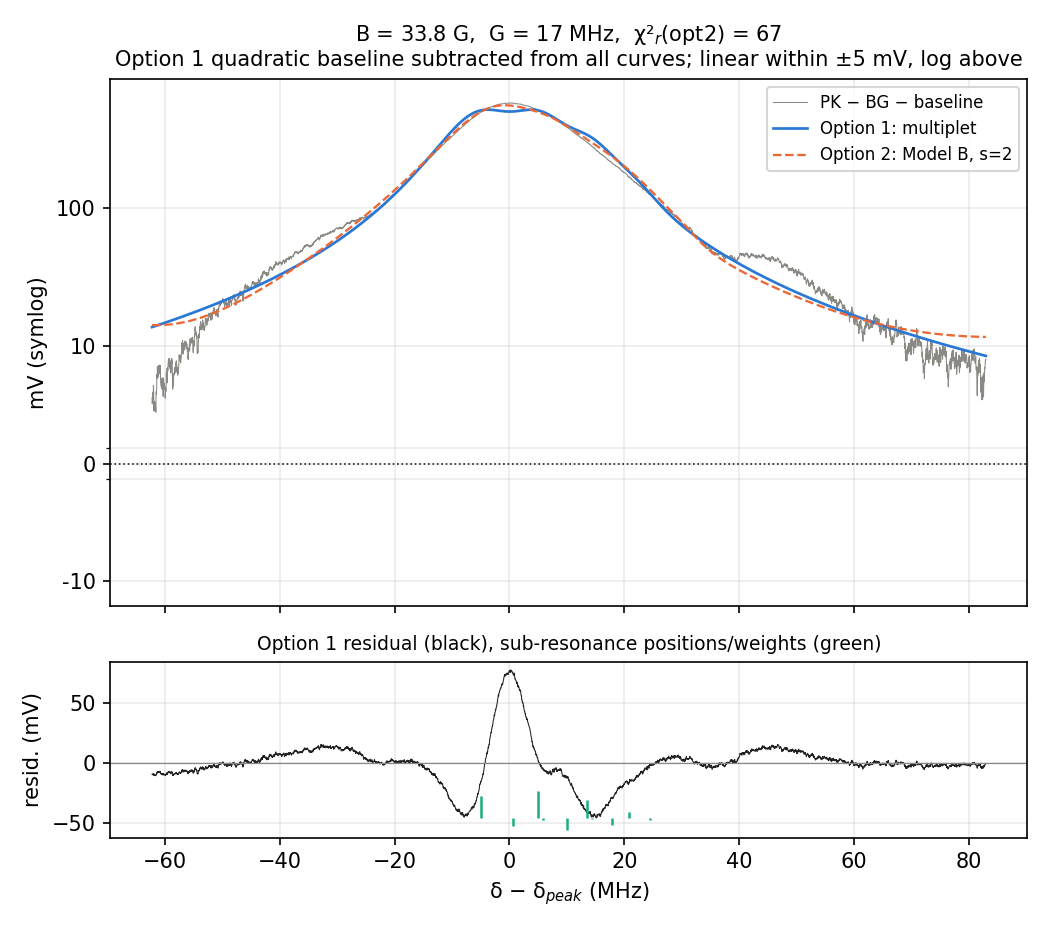 B = 33.8 G,  G = 17 MHz,  χ²ᵣ(opt2) = 67
Option 1 quadratic baseline subtracted from all curves; linear within ±5 mV, log above
PK − BG − baseline
Option 1: multiplet
Option 2: Model B, s=2
100
10
0
-10
mV (symlog)
Option 1 residual (black), sub-resonance positions/weights (green)
50
0
−50
resid. (mV)
−60 −40 −20 0 20 40 60 80
δ − δpeak (MHz)